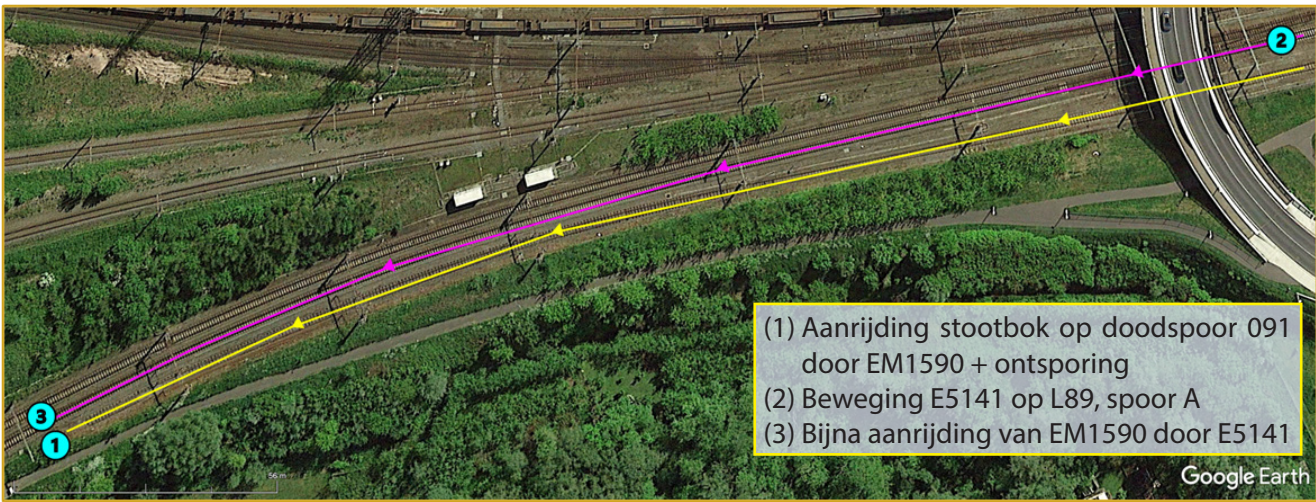 2
3
1
(1) Aanrijding stootbok op doodspoor 091
door EM1590 + ontsporing
(2) Beweging E5141 op L89, spoor A
(3) Bijna aanrijding van EM1590 door E5141
56 m
Google Earth